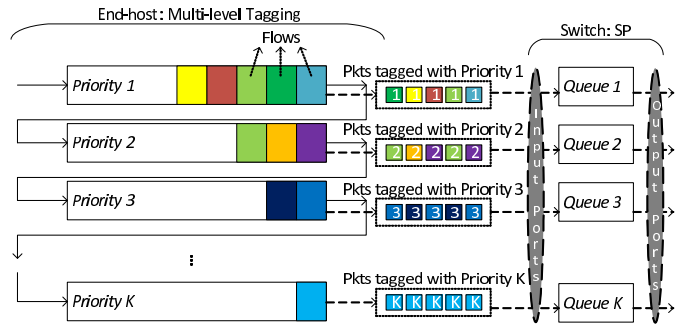 End-host: Multi-level Tagging
Switch: SP
Flows
Priority 1
Pkts tagged with Priority 1
1 1 1 1 1
Queue 1
Priority 2
Pkts tagged with Priority 2
2 2 2 2 2
Queue 2
Priority 3
Pkts tagged with Priority 3
3 3 3 3 3
Queue 3
...
Priority K
Pkts tagged with Priority K
K K K K K
Queue K
Input Ports
Output Ports